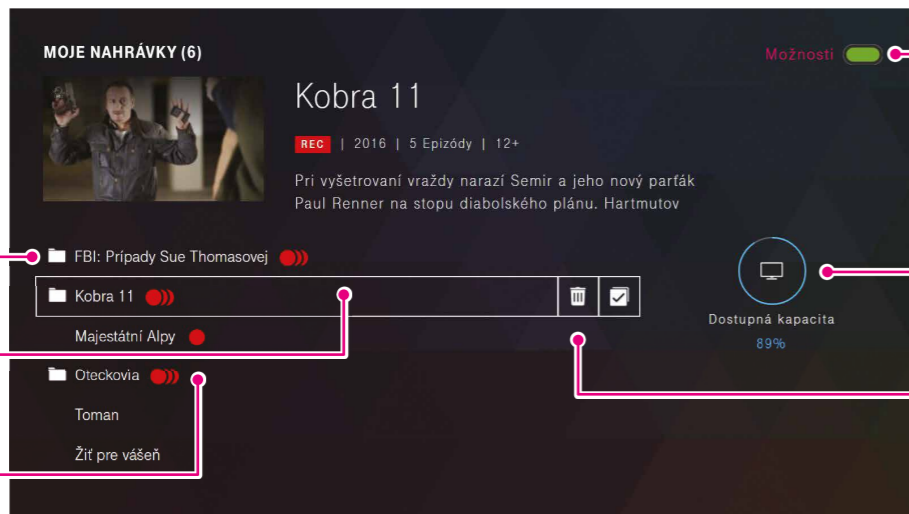 MOJE NAHRÁVKY (6)
Možnosti
Kobra 11
REC | 2016 | 5 Epizódy | 12+
Pri vyšetrovaní vraždy narazí Semir a jeho nový parťák
Paul Renner na stopu diabolského plánu. Hartmutov
FBI: Prípady Sue Thomasovej
Kobra 11
Majestátní Alpy
Oteckovia
Toman
Žiť pre vášeň
Dostupná kapacita
89%